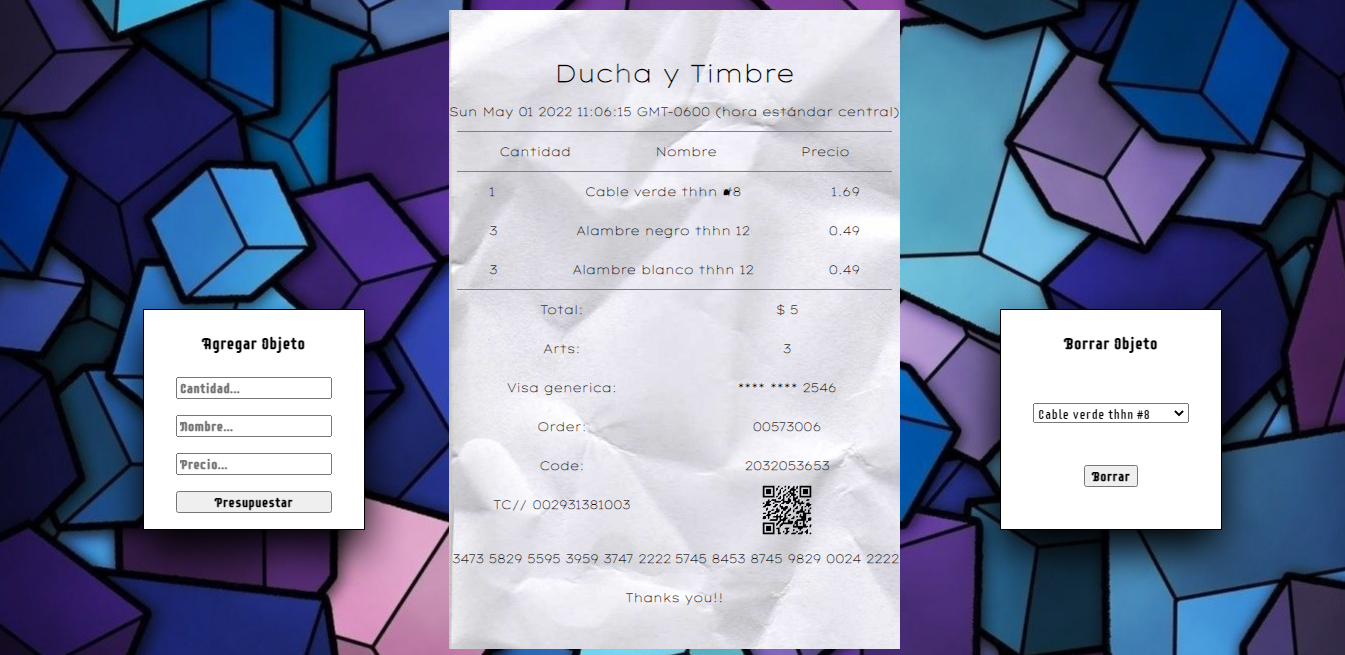 Ducha y Timbre
Sun May 01 2022 11:06:15 GMT-0600 (hora estándar central)
Cantidad Nombre Precio
1 Cable verde thhn #8 1.69
3 Alambre negro thhn 12 0.49
3 Alambre blanco thhn 12 0.49
Total: $ 5
Arts: 3
Visa generica: **** **** 2546
Order: 00573006
Code: 2032053653
TC// 002931381003
3473 5829 5595 3959 3747 2222 5745 8453 8745 9829 0024 2222
Thanks you!!
Agregar Objeto
Cantidad...
Nombre...
Precio...
Presupuestar
Borrar Objeto
Cable verde thhn #8
Borrar